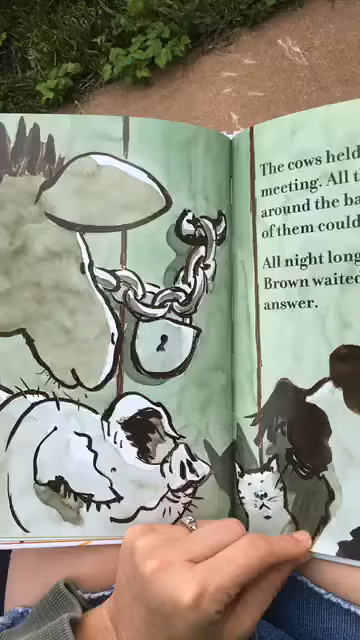 The cows held
meeting. All t
around the ba
of them could
All night long
Brown waited
answer.